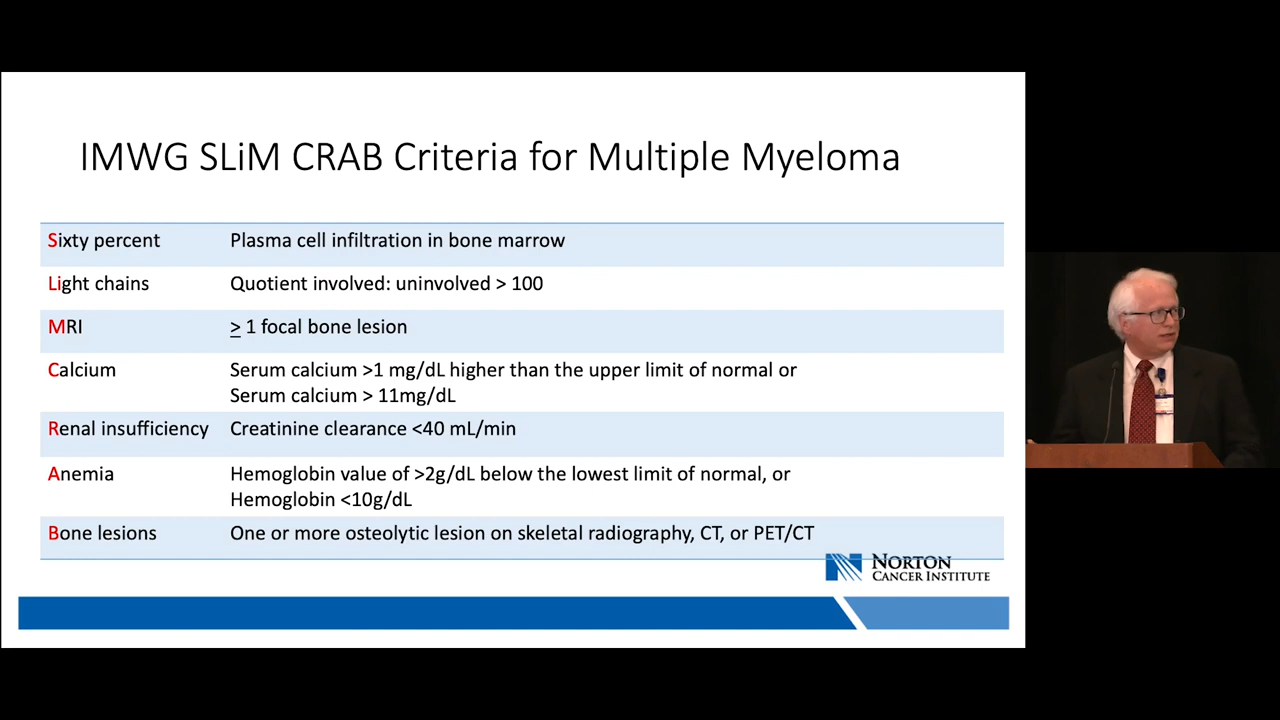 IMWG SLiM CRAB Criteria for Multiple Myeloma
Sixty percent Plasma cell infiltration in bone marrow
Light chains Quotient involved: uninvolved > 100
MRI ≥ 1 focal bone lesion
Calcium Serum calcium >1 mg/dL higher than the upper limit of normal or
Serum calcium > 11mg/dL
Renal insufficiency Creatinine clearance <40 mL/min
Anemia Hemoglobin value of >2g/dL below the lowest limit of normal, or
Hemoglobin <10g/dL
Bone lesions One or more osteolytic lesion on skeletal radiography, CT, or PET/CT
NORTON
CANCER INSTITUTE